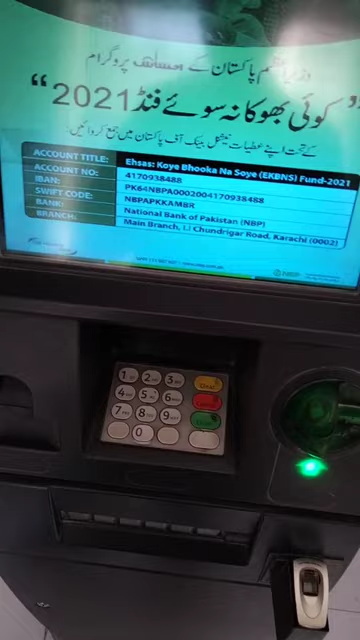 وزیراعظم پاکستان کے احساس پروگرام
“کوئی بھوکا نہ سوئے فنڈ 2021”
کے تحت اپنے عطیات نیشنل بینک آف پاکستان میں جمع کروائیں:
ACCOUNT TITLE: Ehsas: Koye Bhooka Na Soye (EKBNS) Fund-2021
ACCOUNT NO: 4170938488
IBAN: PK64NBPA0002004170938488
SWIFT CODE: NBPAPKKAMBR
BANK: National Bank of Pakistan (NBP)
BRANCH: Main Branch, I.I Chundrigar Road, Karachi (0002)
NBP
1 2 3
4 5 6
7 8 9
0